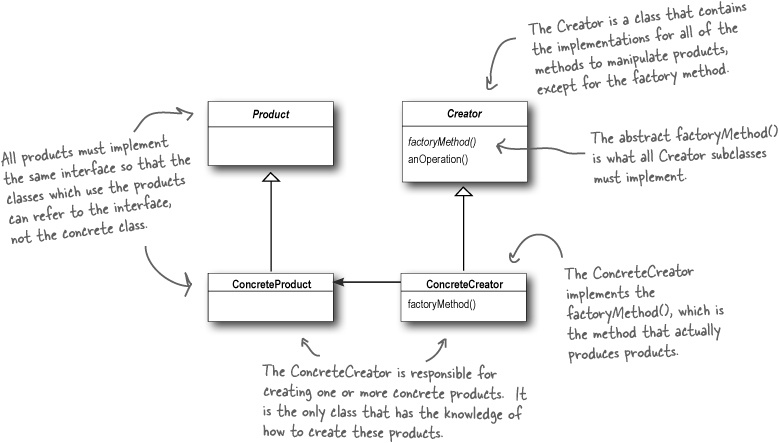 The Creator is a class that contains
the implementations for all of the
methods to manipulate products,
except for the factory method.
Product
Creator
factoryMethod()
anOperation()
All products must implement
the same interface so that the
classes which use the products
can refer to the interface,
not the concrete class.
The abstract factoryMethod()
is what all Creator subclasses
must implement.
ConcreteProduct
ConcreteCreator
factoryMethod()
The ConcreteCreator
implements the
factoryMethod(), which is
the method that actually
produces products.
The ConcreteCreator is responsible for
creating one or more concrete products. It
is the only class that has the knowledge of
how to create these products.